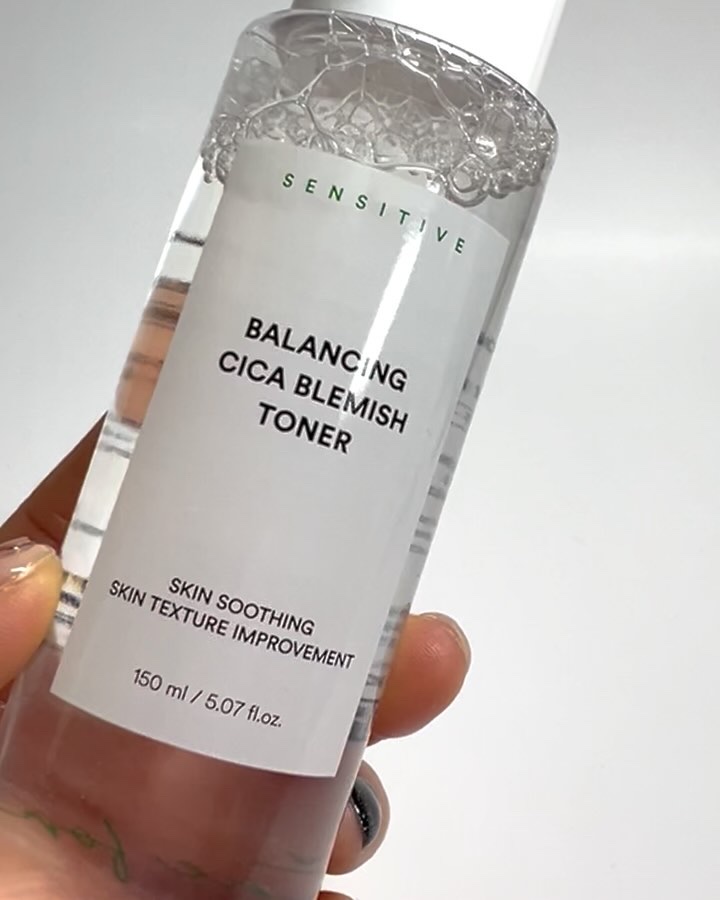 SENSITIVE
BALANCING
CICA BLEMISH
TONER
SKIN SOOTHING
SKIN TEXTURE IMPROVEMENT
150 ml / 5.07 fl.oz.